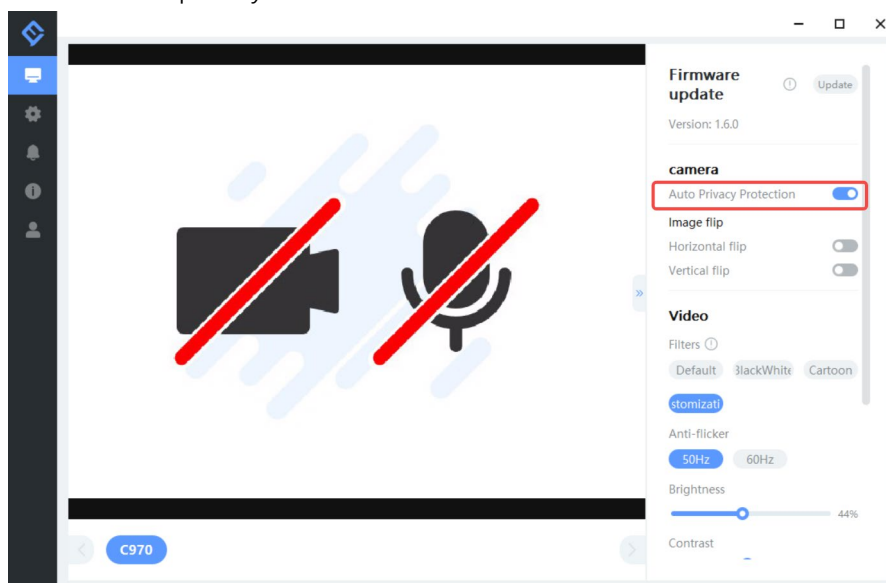 Firmware
update
Update
Version: 1.6.0
camera
Auto Privacy Protection
Image flip
Horizontal flip
Vertical flip
Video
Filters
Default BlackWhite Cartoon
stomizati
Anti-flicker
50Hz 60Hz
Brightness
44%
Contrast
C970